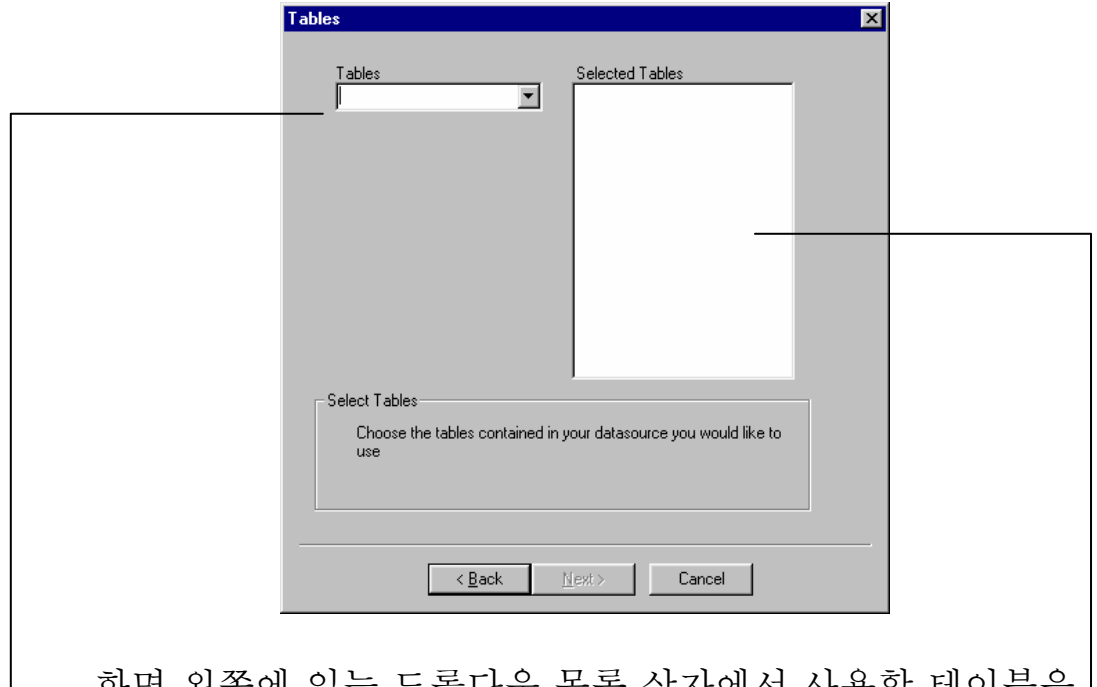 Tables
Tables
Selected Tables
Select Tables
Choose the tables contained in your datasource you would like to
use
< Back
Next >
Cancel
화면 왼쪽에 있는 드롭다운 목록 상자에서 사용할 테이블을